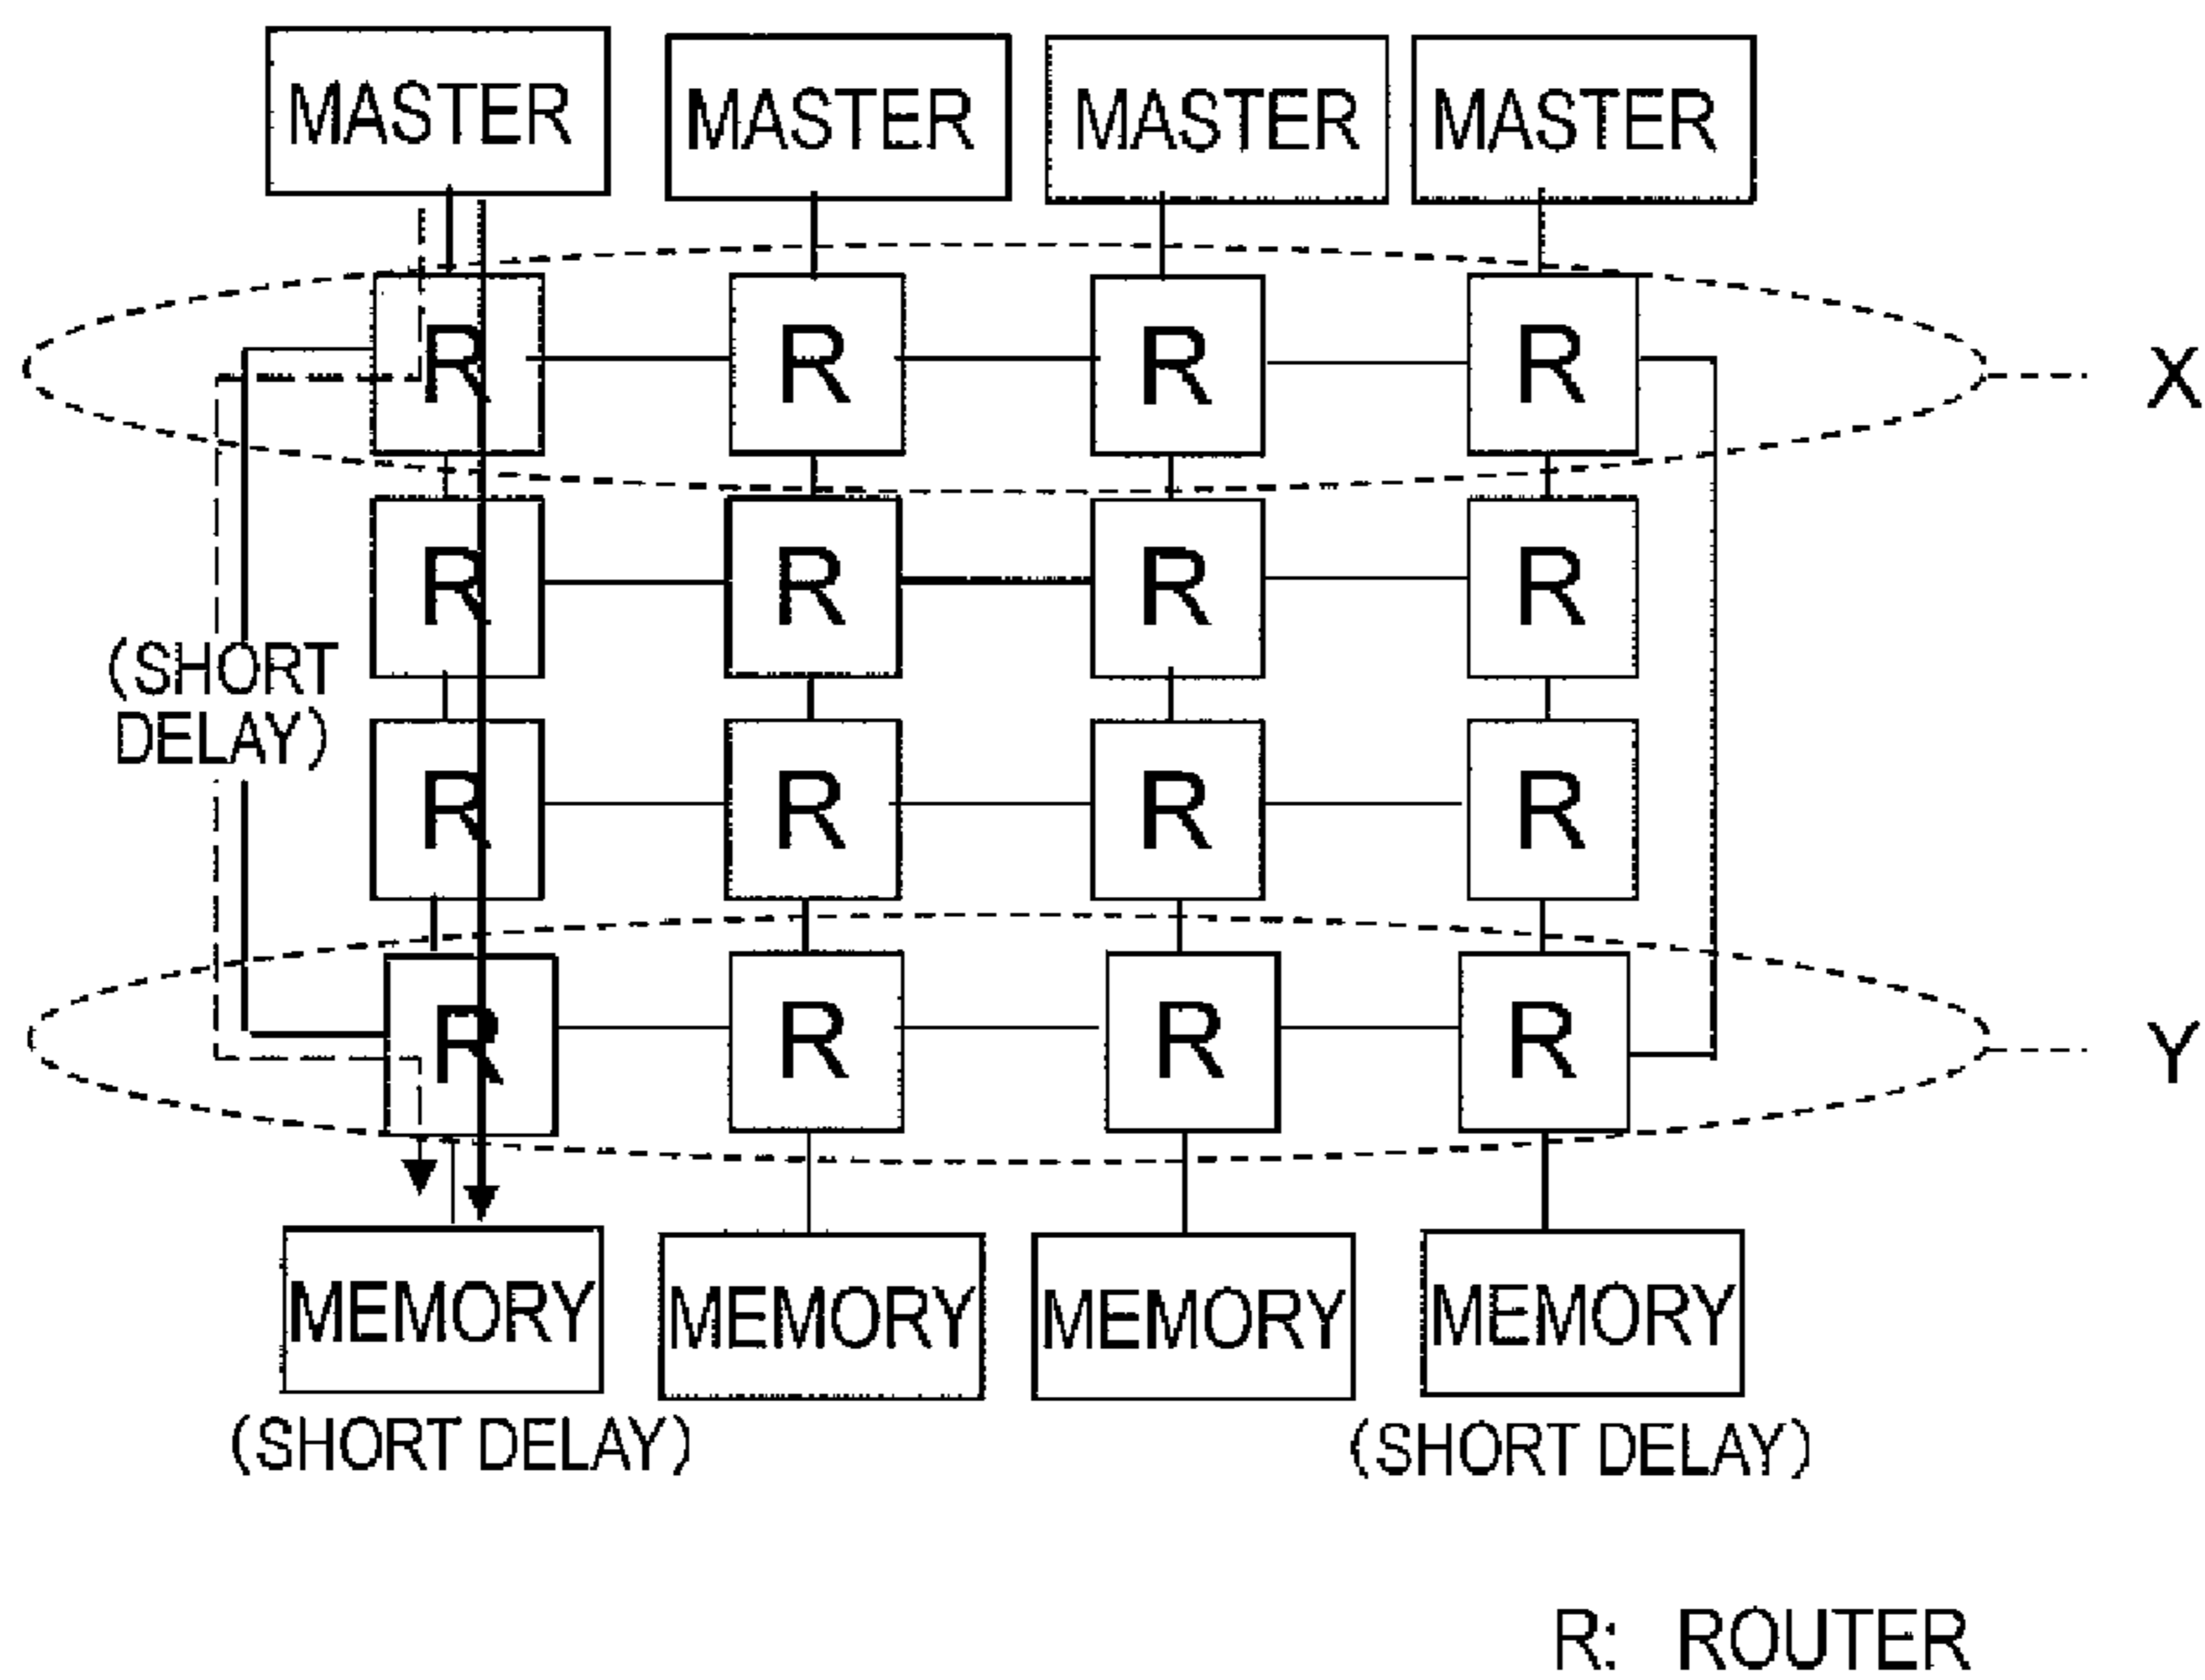 MASTER MASTER MASTER MASTER
R R R R X
R R R R
(SHORT
DELAY)
R R R R
R R R R Y
MEMORY MEMORY MEMORY MEMORY
(SHORT DELAY) (SHORT DELAY)
R: ROUTER